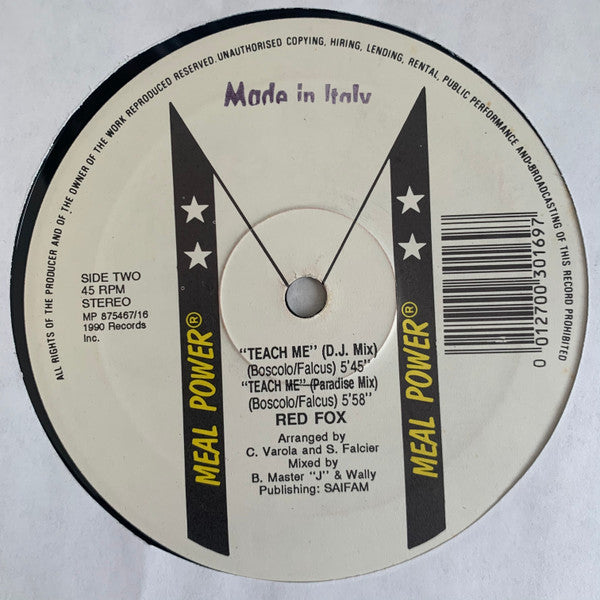 ALL RIGHTS OF THE PRODUCER AND OF THE OWNER OF THE WORK REPRODUCED RESERVED. UNAUTHORISED COPYING, HIRING, LENDING, RENTAL, PUBLIC PERFORMANCE AND BROADCASTING OF THIS RECORD PROHIBITED
Made in Italy
SIDE TWO
45 RPM
STEREO
MP 875467/16
1990 Records
Inc.
MEAL POWER®
MEAL POWER®
0 012700 301697
"TEACH ME" (D.J. Mix)
(Boscolo/Falcus) 5'45"
"TEACH ME" (Paradise Mix)
(Boscolo/Falcus) 5'58"
RED FOX
Arranged by
C. Varola and S. Falcier
Mixed by
B. Master "J" & Wally
Publishing: SAIFAM